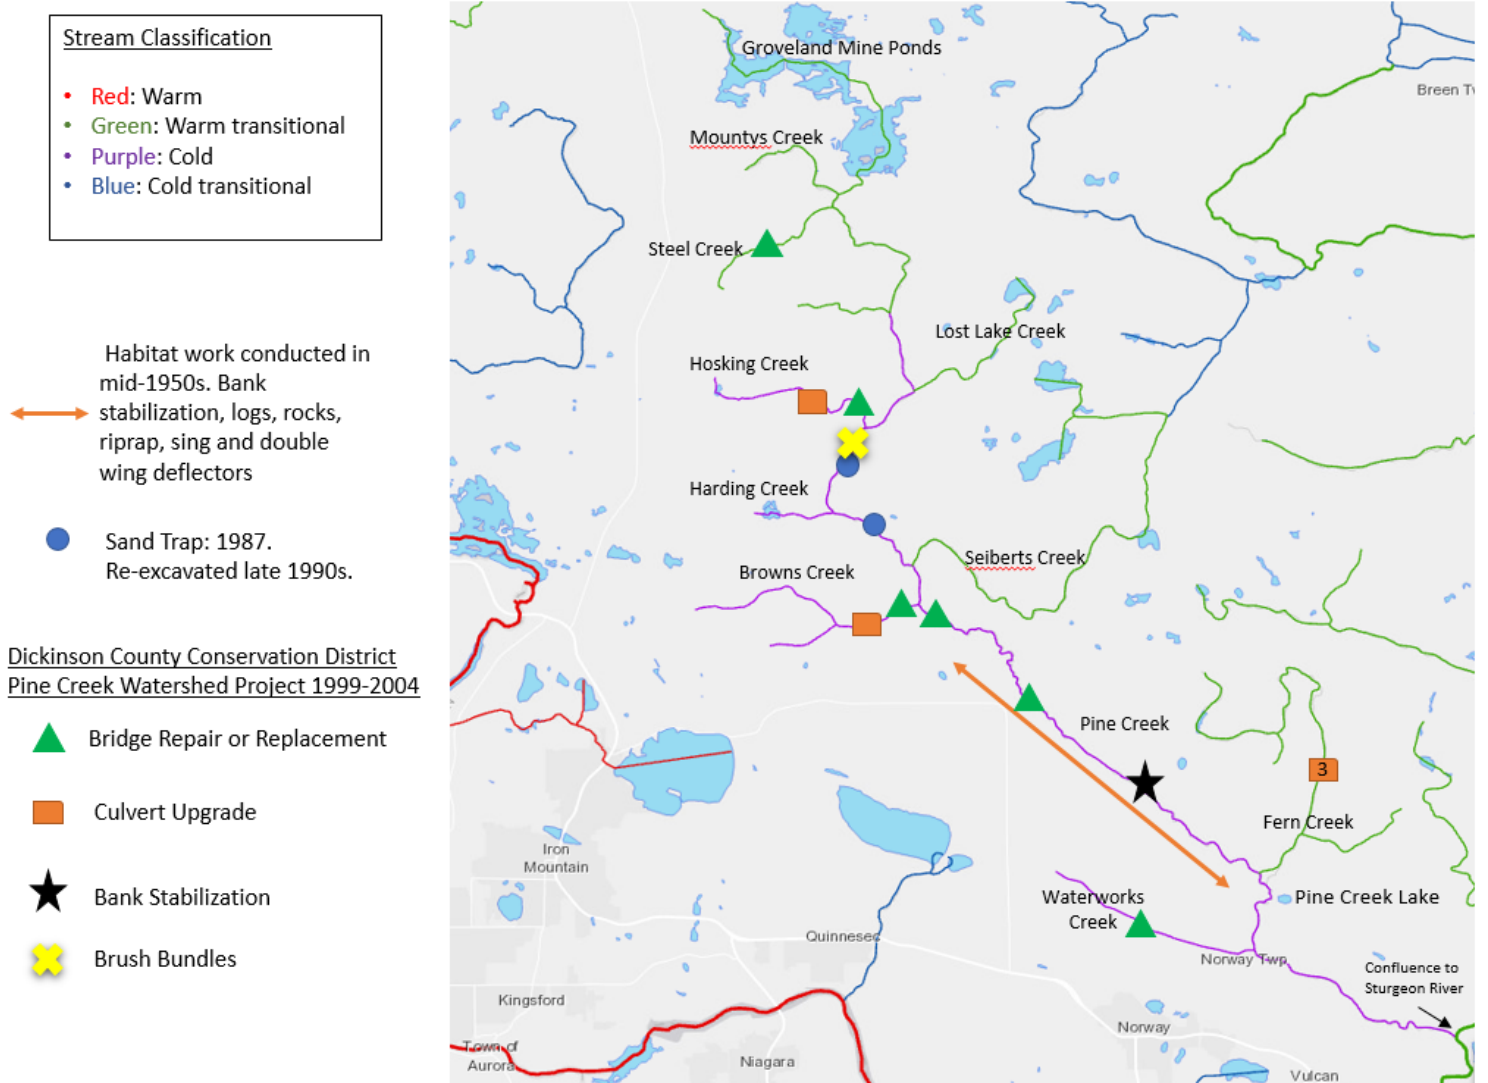 Stream Classification
• Red: Warm
• Green: Warm transitional
• Purple: Cold
• Blue: Cold transitional
Habitat work conducted in
mid-1950s. Bank
stabilization, logs, rocks,
riprap, sing and double
wing deflectors
Sand Trap: 1987.
Re-excavated late 1990s.
Dickinson County Conservation District
Pine Creek Watershed Project 1999-2004
Bridge Repair or Replacement
Culvert Upgrade
Bank Stabilization
Brush Bundles
Groveland Mine Ponds
Breen Tw
Mountys Creek
Steel Creek
Lost Lake Creek
Hosking Creek
Harding Creek
Seiberts Creek
Browns Creek
Pine Creek
3
Fern Creek
Iron
Mountain
Waterworks
Creek
Pine Creek Lake
Quinnesec
Norway Twp
Confluence to
Sturgeon River
Kingsford
Norway
Town of
Aurora
Niagara
Vulcan